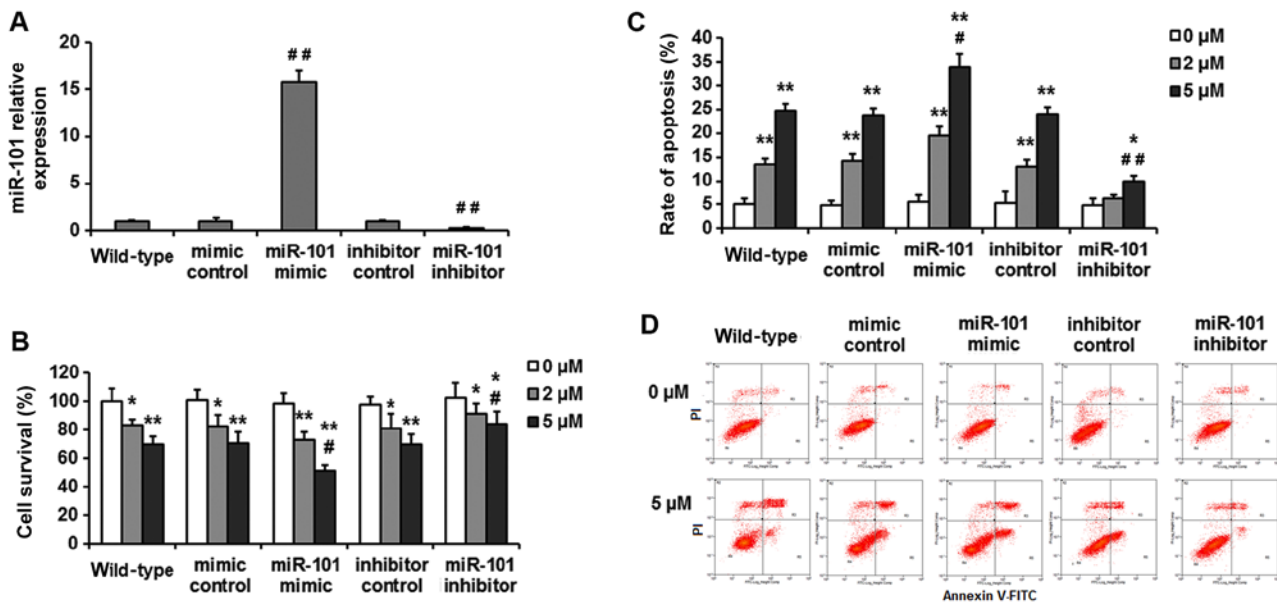 A
miR-101 relative
expression
20
15
10
5
0
# #
# #
Wild-type
mimic
control
miR-101
mimic
inhibitor
control
miR-101
inhibitor
B
Cell survival (%)
120
100
80
60
40
20
0
* ** * ** ** ** # * ** * * #
0 µM
2 µM
5 µM
Wild-type
mimic
control
miR-101
mimic
inhibitor
control
miR-101
inhibitor
C
Rate of apoptosis (%)
40
35
30
25
20
15
10
5
0
** ** ** ** ** ** # ** ** * # #
0 µM
2 µM
5 µM
Wild-type
mimic
control
miR-101
mimic
inhibitor
control
miR-101
inhibitor
D
Wild-type
mimic
control
miR-101
mimic
inhibitor
control
miR-101
inhibitor
0 µM
PI
5 µM
PI
Annexin V-FITC